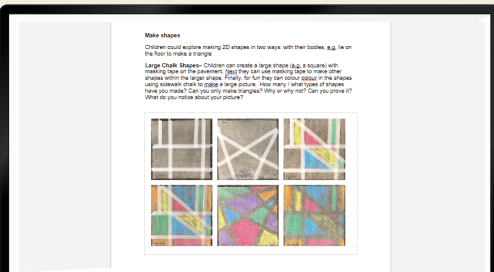 Make shapes
Children could explore making 2D shapes in two ways: with their bodies, e.g. lie on
the floor to make a triangle
Large Chalk Shapes– Children can create a large shape (e.g. a square) with
masking tape on the pavement. Next they can use masking tape to make other
shapes within the larger shape. Finally, for fun they can colour colour in the shapes
using sidewalk chalk to make a large picture. How many / what types of shapes
have you made? Can you only make triangles? Why or why not? Can you prove it?
What do you notice about your picture?